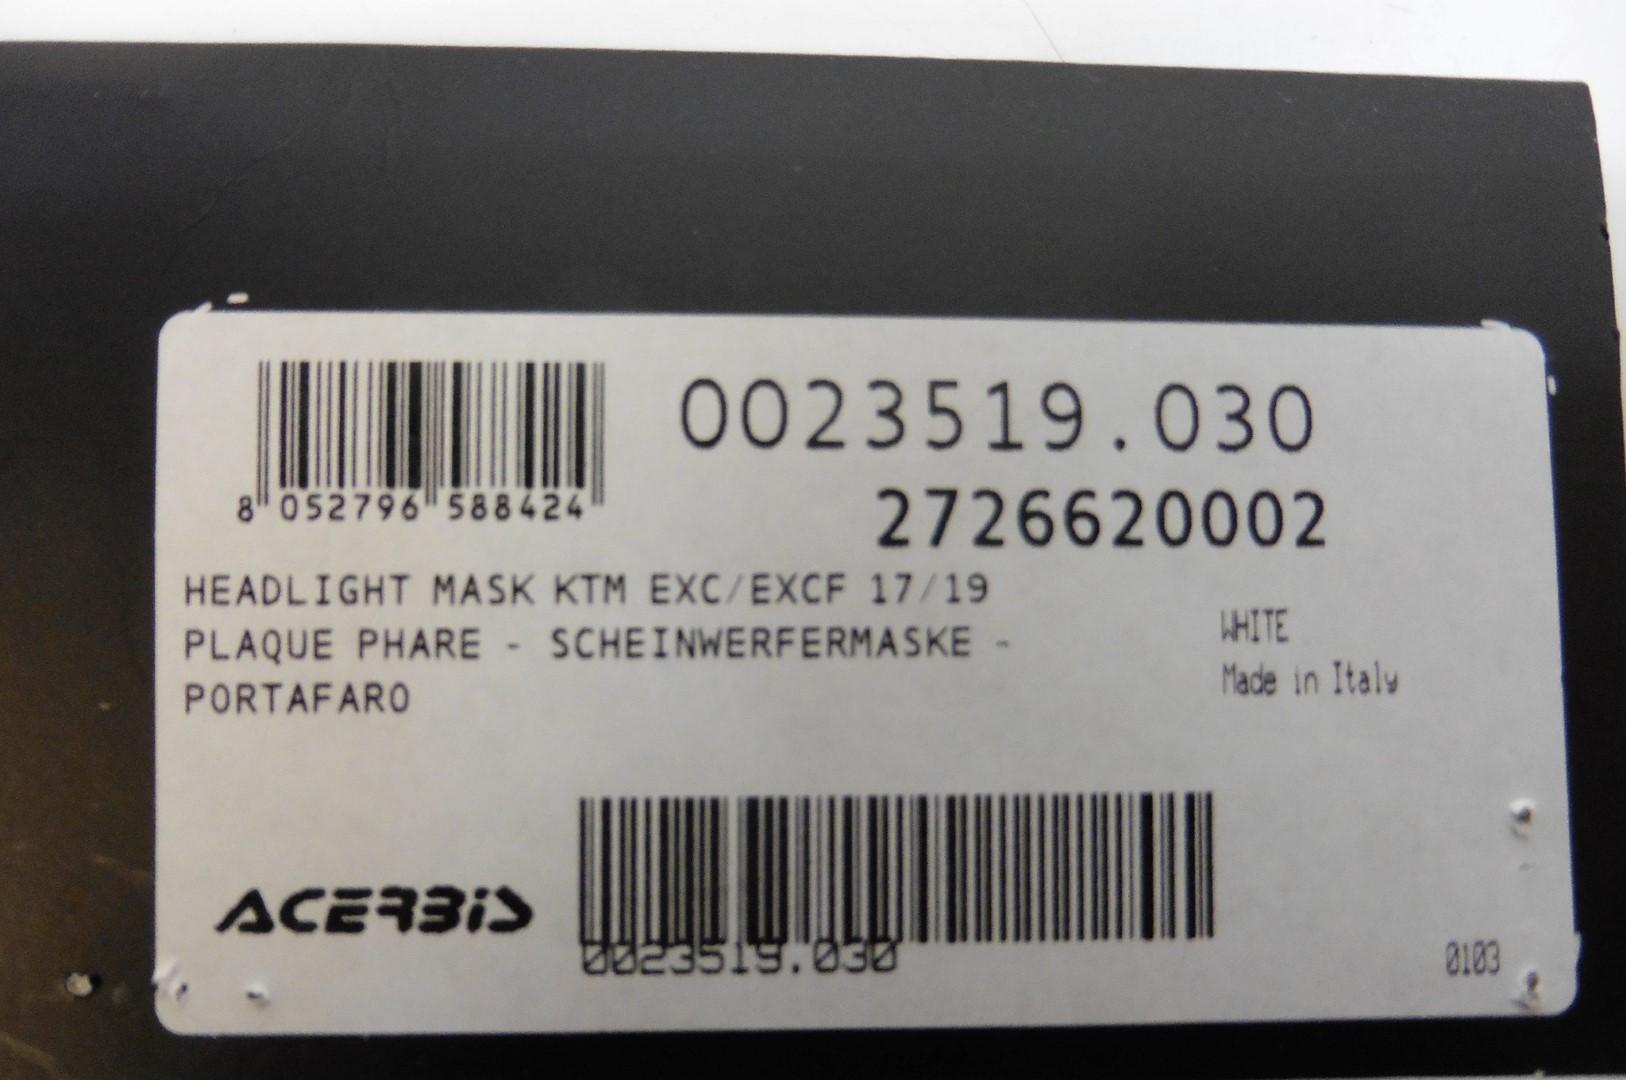 0023519.030
8 052796 588424
2726620002
HEADLIGHT MASK KTM EXC/EXCF 17/19
PLAQUE PHARE - SCHEINWERFERMASKE -
PORTAFARO
WHITE
Made in Italy
ACERBIS
0023519.030
0103